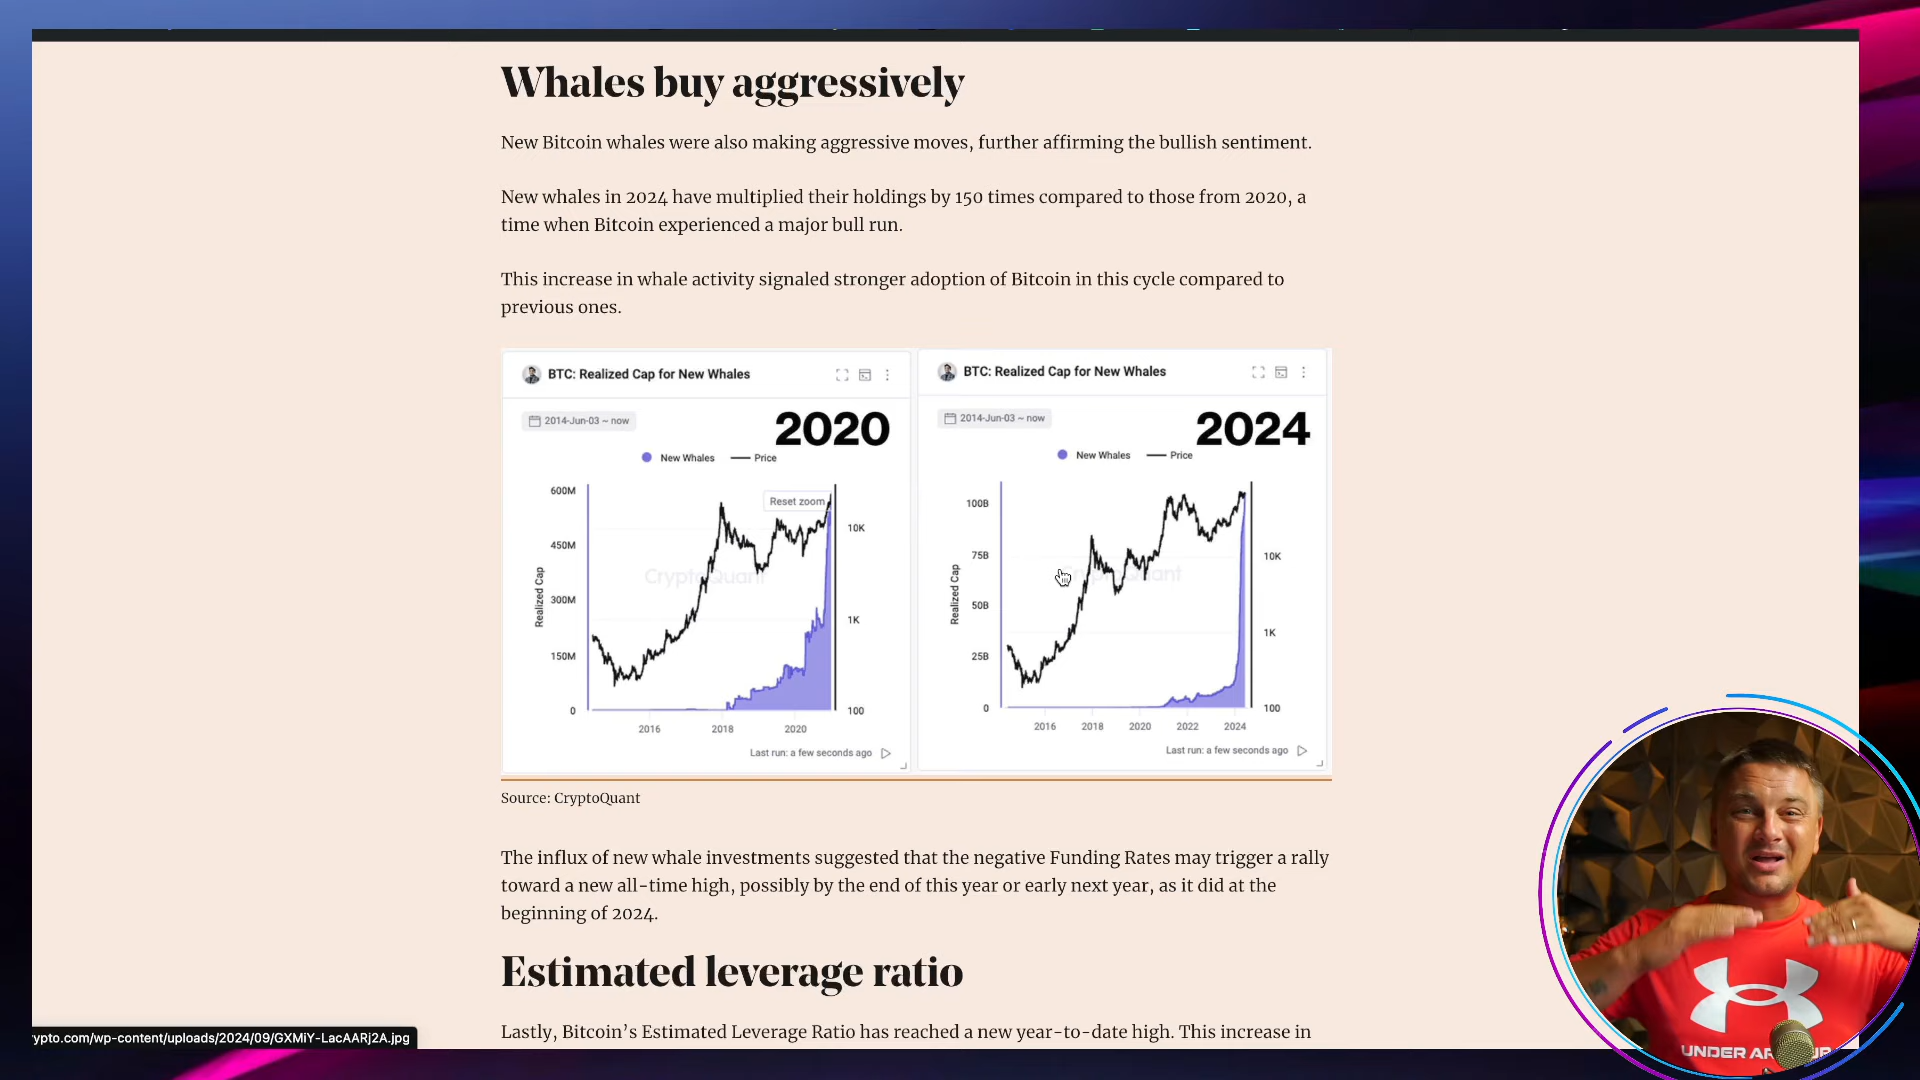 Whales buy aggressively
New Bitcoin whales were also making aggressive moves, further affirming the bullish sentiment.
New whales in 2024 have multiplied their holdings by 150 times compared to those from 2020, a
time when Bitcoin experienced a major bull run.
This increase in whale activity signaled stronger adoption of Bitcoin in this cycle compared to
previous ones.
BTC: Realized Cap for New Whales
2014-Jun-03 ~ now
2020
New Whales
Price
Reset zoom
600M
450M
300M
150M
0
Realized Cap
CryptoQuant
10K
1K
100
2016
2018
2020
Last run: a few seconds ago
BTC: Realized Cap for New Whales
2014-Jun-03 ~ now
2024
New Whales
Price
100B
75B
50B
25B
0
Realized Cap
CryptoQuant
10K
1K
100
2016
2018
2020
2022
2024
Last run: a few seconds ago
Source: CryptoQuant
The influx of new whale investments suggested that the negative Funding Rates may trigger a rally
toward a new all-time high, possibly by the end of this year or early next year, as it did at the
beginning of 2024.
Estimated leverage ratio
Lastly, Bitcoin's Estimated Leverage Ratio has reached a new year-to-date high. This increase in
ypto.com/wp-content/uploads/2024/09/GXMiY-LacAARj2A.jpg
UNDER